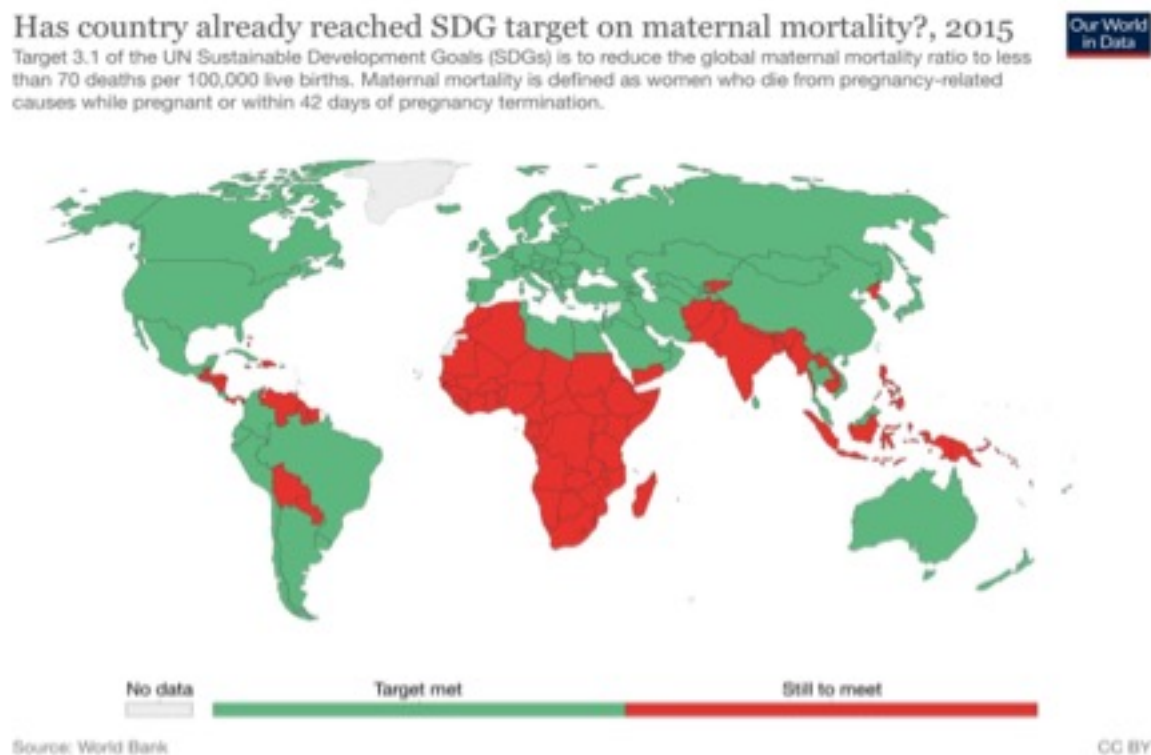 Has country already reached SDG target on maternal mortality?, 2015
Our World
in Data
Target 3.1 of the UN Sustainable Development Goals (SDGs) is to reduce the global maternal mortality ratio to less
than 70 deaths per 100,000 live births. Maternal mortality is defined as women who die from pregnancy-related
causes while pregnant or within 42 days of pregnancy termination.
No data
Target met
Still to meet
Source: World Bank
CC BY